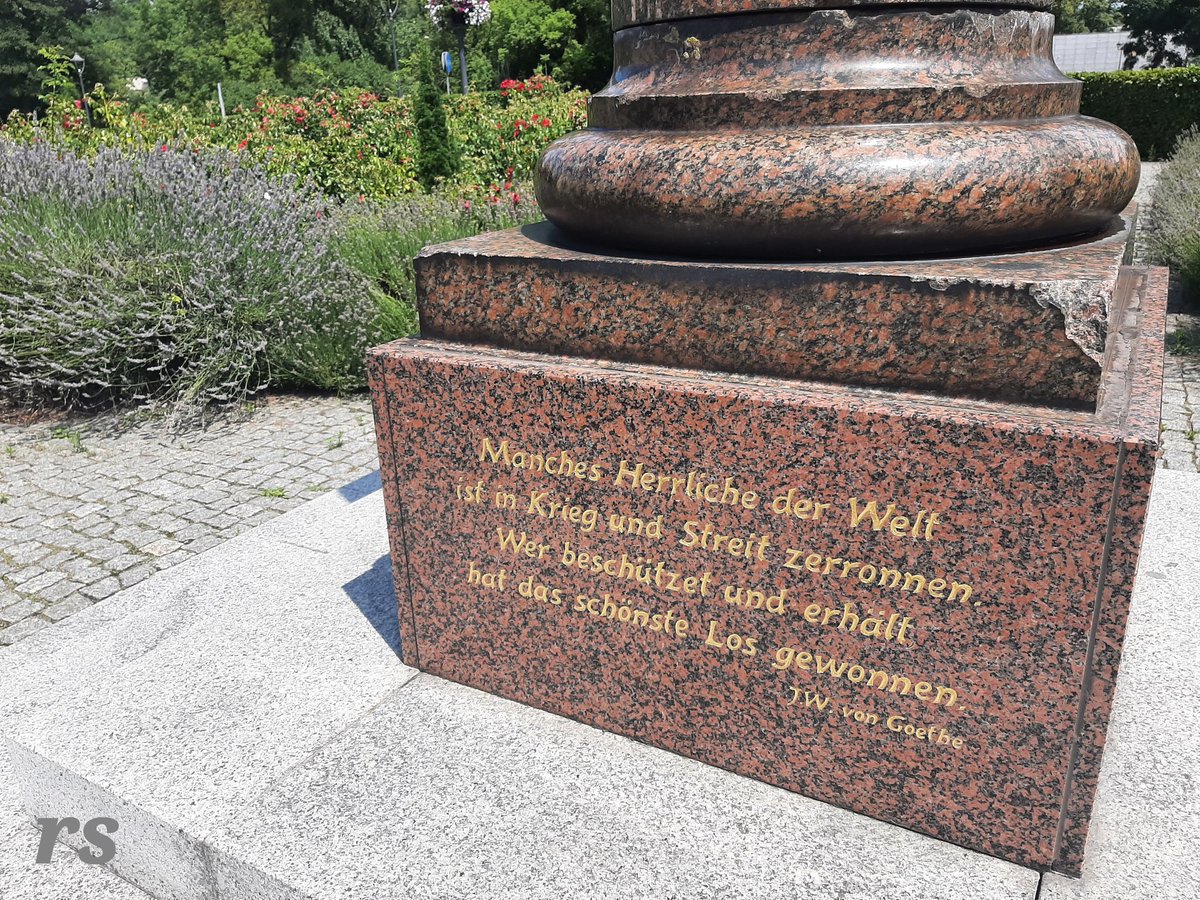 Manches Herrliche der Welt
ist in Krieg und Streit zerronnen.
Wer beschützet und erhält
hat das schönste Los gewonnen.
J.W. von Goethe
rs